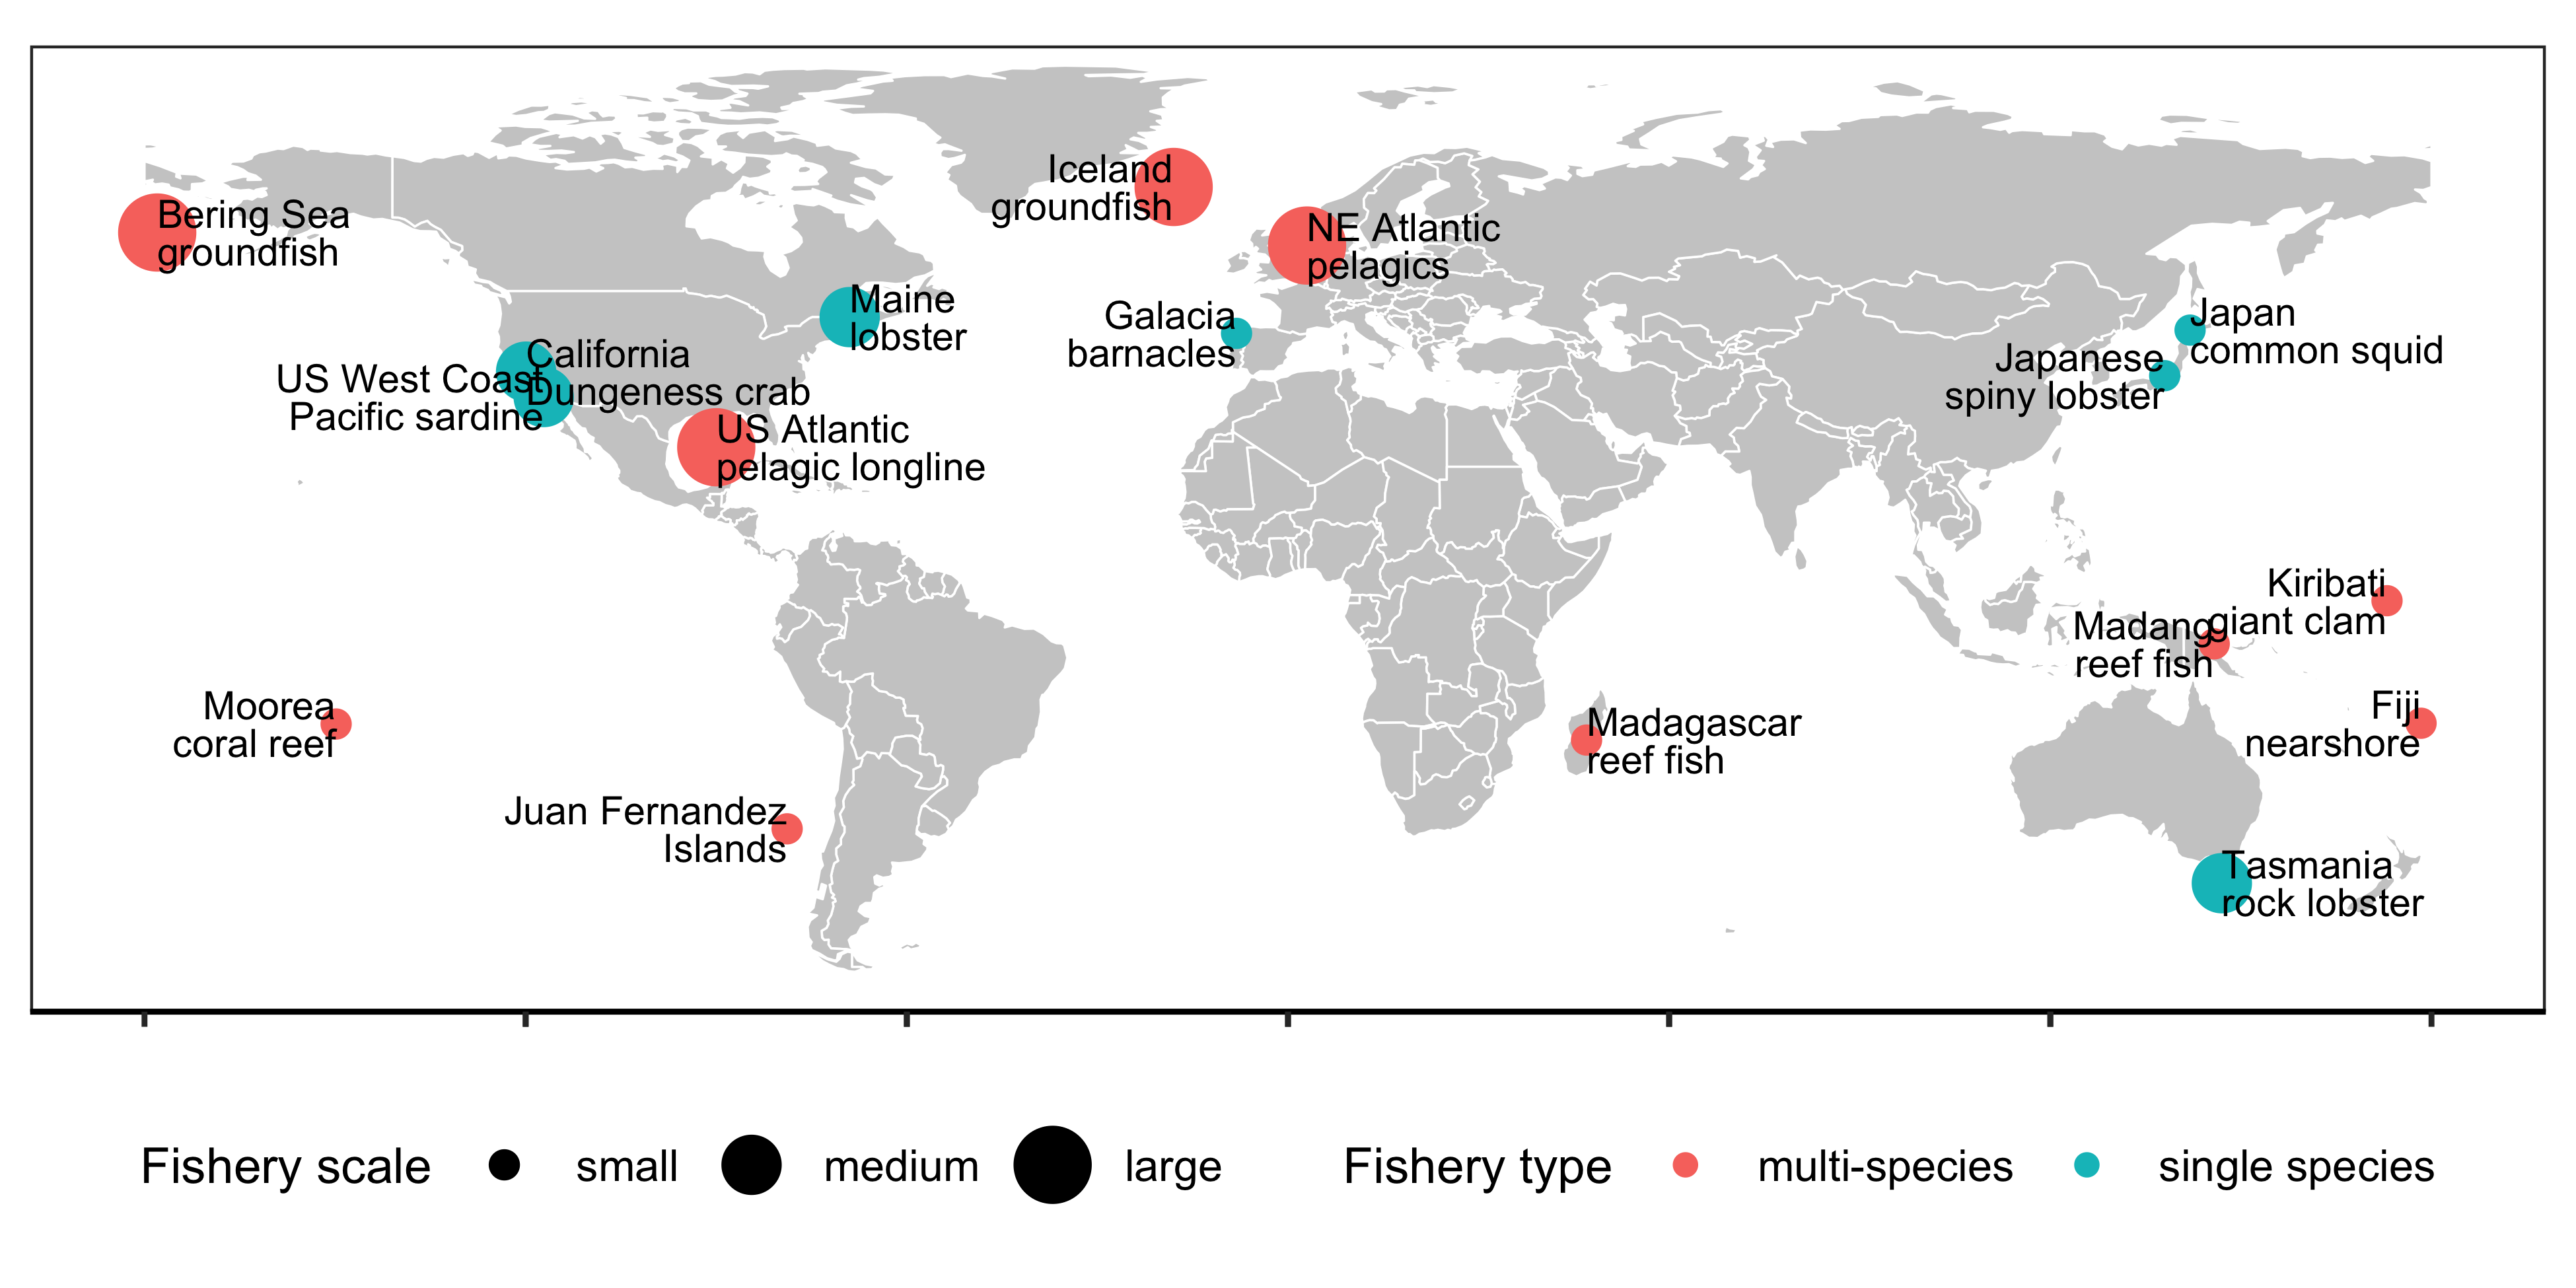 Iceland
groundfish
Bering Sea
groundfish
NE Atlantic
pelagics
Maine
lobster
Galacia
barnacles
Japan
common squid
California
Dungeness crab
US West Coast
Pacific sardine
Japanese
spiny lobster
US Atlantic
pelagic longline
Kiribati
giant clam
Madang
reef fish
Moorea
coral reef
Madagascar
reef fish
Fiji
nearshore
Juan Fernandez
Islands
Tasmania
rock lobster
Fishery scale small medium large Fishery type multi-species single species